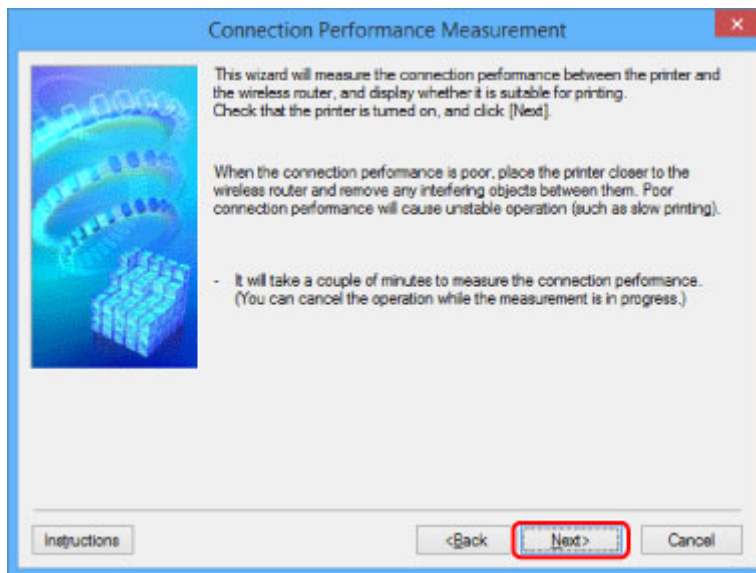 Connection Performance Measurement
This wizard will measure the connection performance between the printer and
the wireless router, and display whether it is suitable for printing.
Check that the printer is turned on, and click [Next].
When the connection performance is poor, place the printer closer to the
wireless router and remove any interfering objects between them. Poor
connection performance will cause unstable operation (such as slow printing).
- It will take a couple of minutes to measure the connection performance.
(You can cancel the operation while the measurement is in progress.)
Instructions <Back Next> Cancel